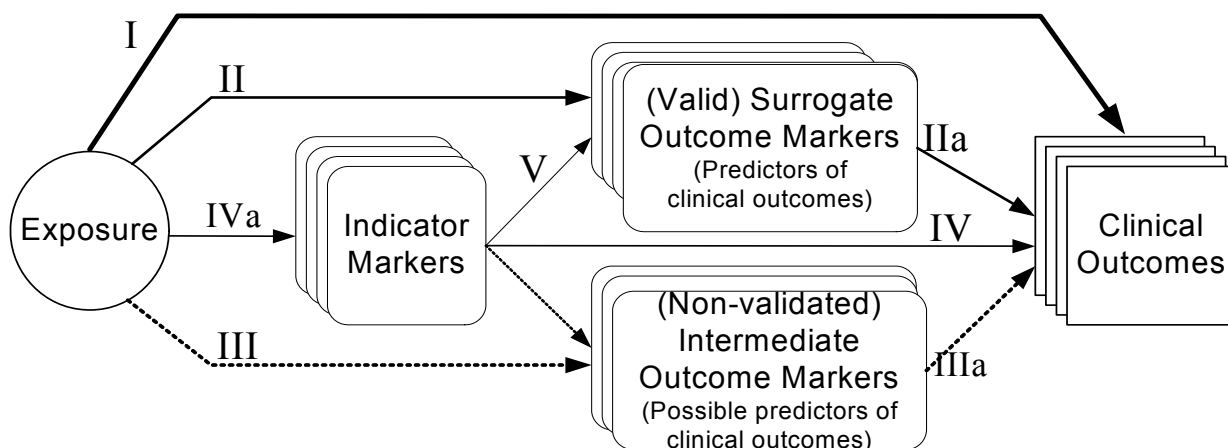 I
II
(Valid) Surrogate
Outcome Markers
(Predictors of
clinical outcomes)
IIa
V
Exposure
IVa
Indicator
Markers
IV
Clinical
Outcomes
III
(Non-validated)
Intermediate
Outcome Markers
(Possible predictors of
clinical outcomes)
IIIa